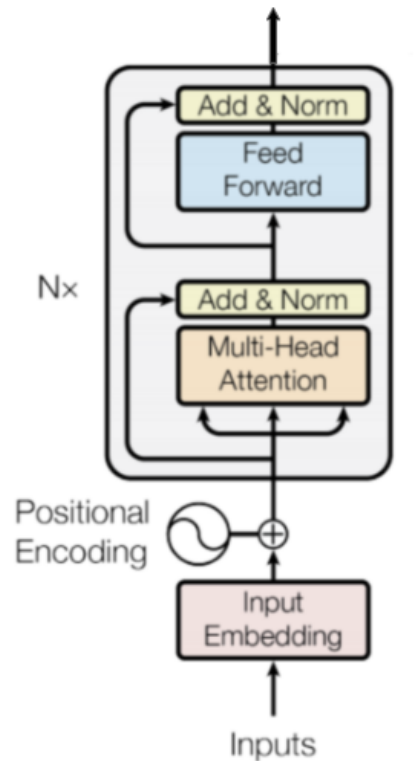 Add & Norm
Feed
Forward
Nx
Add & Norm
Multi-Head
Attention
Positional
Encoding
Input
Embedding
Inputs